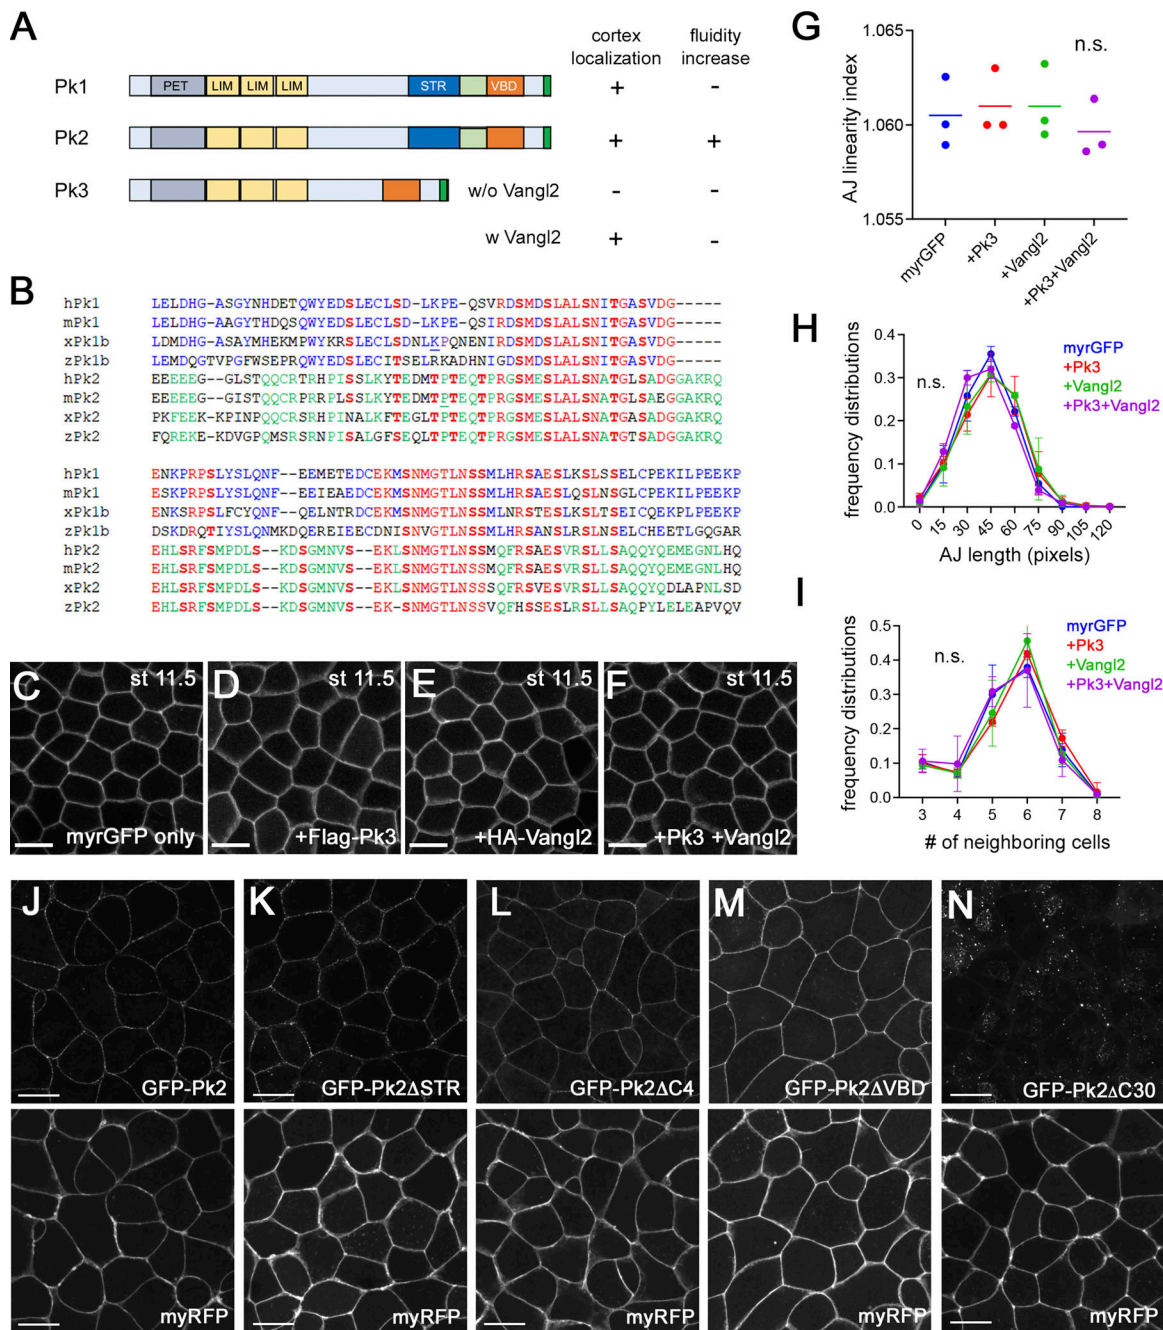 A
cortex localization
fluidity increase
Pk1
PET
LIM
LIM
LIM
STR
VBD
+
-
Pk2
+
+
Pk3
w/o Vangl2
-
-
w Vangl2
+
-
B
hPk1 LELDHG-ASGYNHDETQWYEDSLECLSD-LKPE-QSVRDSMDSLALSNITGASVDG-----
mPk1 LELDHG-AAGYTHDQSQWYEDSLECLSD-LKPE-QSIRDSMDSLALSNITGASVDG-----
xPk1b LDMDHG-ASAYMHEKMPWYKRSLECLSDNLKPQNENIRDSMDSLALSNITGASVDG-----
zPk1b LEMDQGTVPGFWSEPRQWYEDSLECITSELRKADHNIGDSMDSLALSNITGASVDG-----
hPk2 EEEEEG--GLSTQQCRTRHPISSLKYTEDMTPTEQTPRGSMESLALSNATGLSADGGAKRQ
mPk2 EEEEEG--GISTQQCRPRRPLSSLKYTEDMTPTEQTPRGSMESLALSNATGLSAEGGAKRQ
xPk2 PKFEEK-KPINPQQCRSRHPINALKFTEGLTPTEQTPRGSMESLALSNATGTSADGGAKRQ
zPk2 FQREKE-KDVGPQMSRSRNPISALGFSEQLTPTEQTPRGSMESLALSNATGTSADGGAKRQ
hPk1 ENKPRPSLYSLQNF--EEMETEDCEKMSNMGTLNSSMLHRSAESLKSLSSELCPEKILPEEKP
mPk1 ESKPRPSLYSLQNF--EEIEAEDCEKMSNMGTLNSSMLHRSAESLQSLNSGLCPEKILPEEKP
xPk1b ENRPRPSLFCYQNF--QELNTRDCEKMSNMGTLNSSMLNRSTESLKSLTSEICQEKPLPEEKP
zPk1b DSKDRQTIYSLQNMKDQEREIEECDNISNVGTLNSSMLHRSAESLRNLNSELCHEETLGQGAR
hPk2 EHLSRFSMPDLS--KDSGMNVS--EKLSNMGTLNSSMQFRSAESVRSLLSAQQYQEMEGNLHQ
mPk2 EHLSRFSMPDLS--KDSGMNVS--EKLSNMGTLNSSMQFRSAESVRSLLSAQQYQEMEGNLHQ
xPk2 EHLSRFSMPDLS--KDSGVNVS--EKLSNMGTLNSSSQFRSVESVRSLLSAQQYQDLAPNLSD
zPk2 EHLSRFSMPDLS--KDSGMNVS--EKLSNMGTLNSSVQFHSSESLRSLLSAQPYLELEAPVQV
C
st 11.5
myrGFP only
D
st 11.5
+Flag-Pk3
E
st 11.5
+HA-Vangl2
F
st 11.5
+Pk3 +Vangl2
G
AJ linearity index
1.065
1.060
1.055
n.s.
myrGFP
+Pk3
+Vangl2
+Pk3+Vangl2
H
frequency distributions
0.4
0.3
0.2
0.1
0.0
n.s.
myrGFP
+Pk3
+Vangl2
+Pk3+Vangl2
0 15 30 45 60 75 90 105 120
AJ length (pixels)
I
frequency distributions
0.5
0.4
0.3
0.2
0.1
0.0
n.s.
myrGFP
+Pk3
+Vangl2
+Pk3+Vangl2
3 4 5 6 7 8
# of neighboring cells
J
GFP-Pk2
K
GFP-Pk2ΔSTR
L
GFP-Pk2ΔC4
M
GFP-Pk2ΔVBD
N
GFP-Pk2ΔC30
myRFP
myRFP
myRFP
myRFP
myRFP